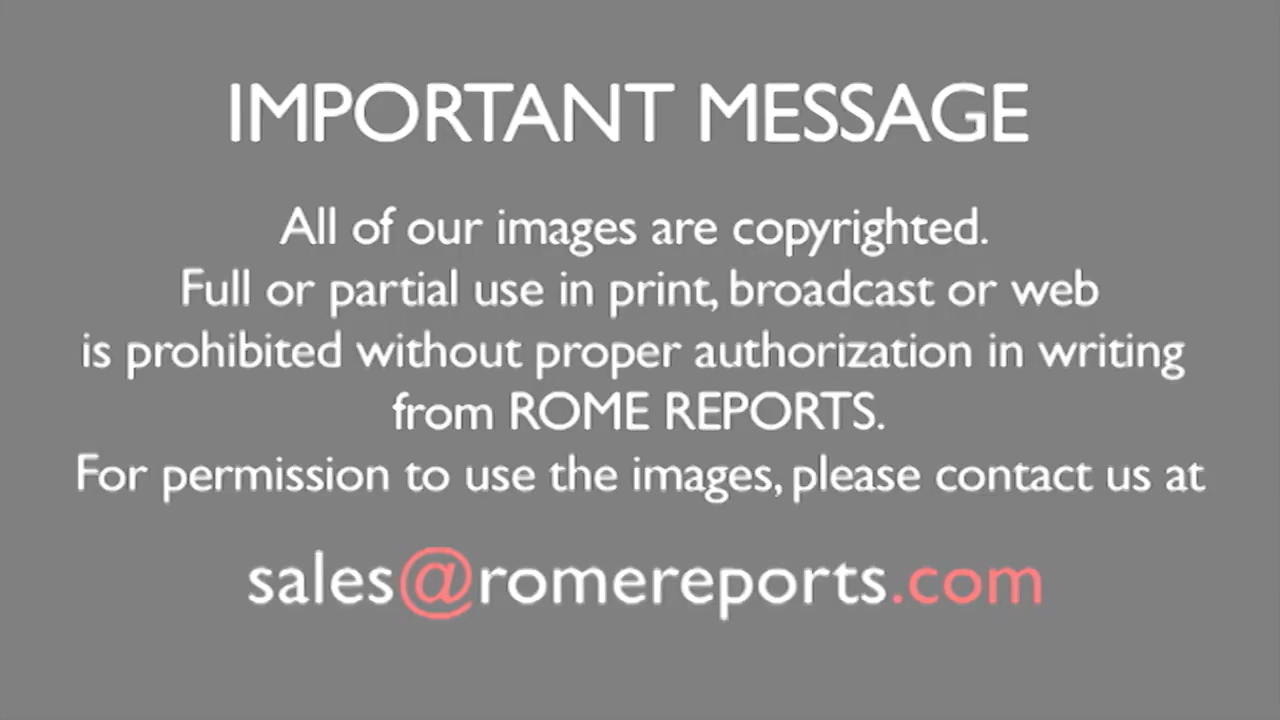 IMPORTANT MESSAGE
All of our images are copyrighted.
Full or partial use in print, broadcast or web
is prohibited without proper authorization in writing
from ROME REPORTS.
For permission to use the images, please contact us at
sales@romereports.com